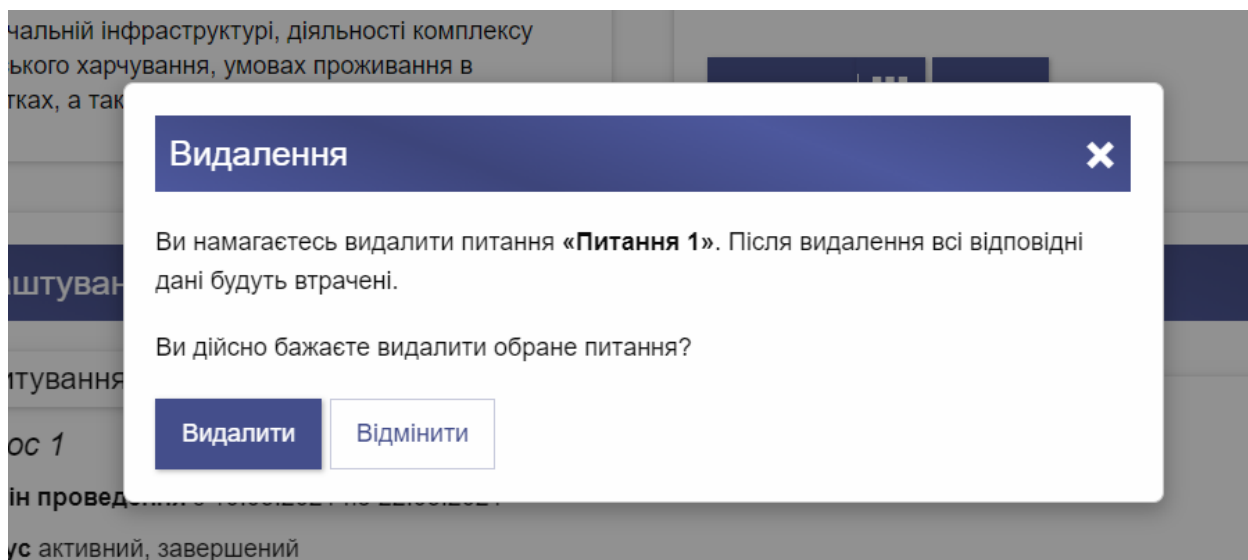 чальній інфраструктурі, діяльності комплексу
ького харчування, умовах проживання в
тках, а так
Видалення
Ви намагаєтесь видалити питання «Питання 1». Після видалення всі відповідні
дані будуть втрачені.
Ви дійсно бажаєте видалити обране питання?
Видалити Відмінити
аштуван
итування
ос 1
ін провед
ус активний, завершений